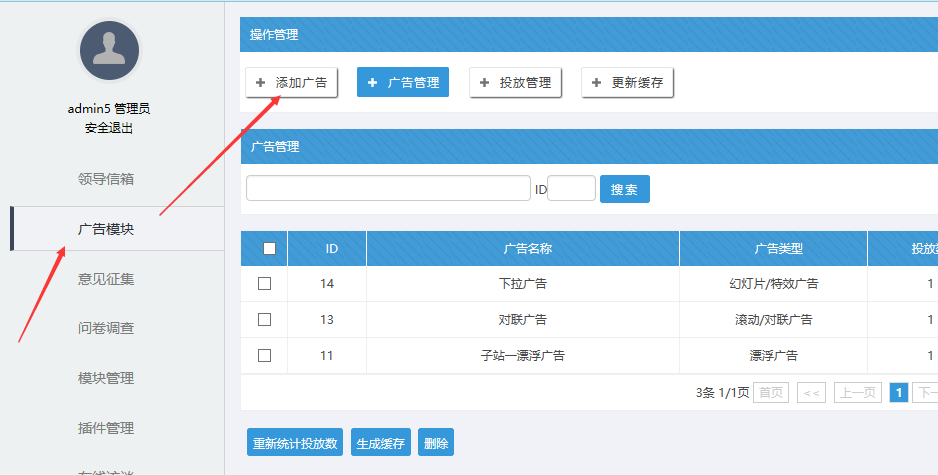 admin5 管理员
安全退出
领导信箱
广告模块
意见征集
问卷调查
模块管理
插件管理
在线访谈
操作管理
+ 添加广告 + 广告管理 + 投放管理 + 更新缓存
广告管理
ID 搜索
ID 广告名称 广告类型 投放
14 下拉广告 幻灯片/特效广告 1
13 对联广告 滚动/对联广告 1
11 子站一漂浮广告 漂浮广告 1
3条 1/1页 首页 << 上一页 1 下一
重新统计投放数 生成缓存 删除